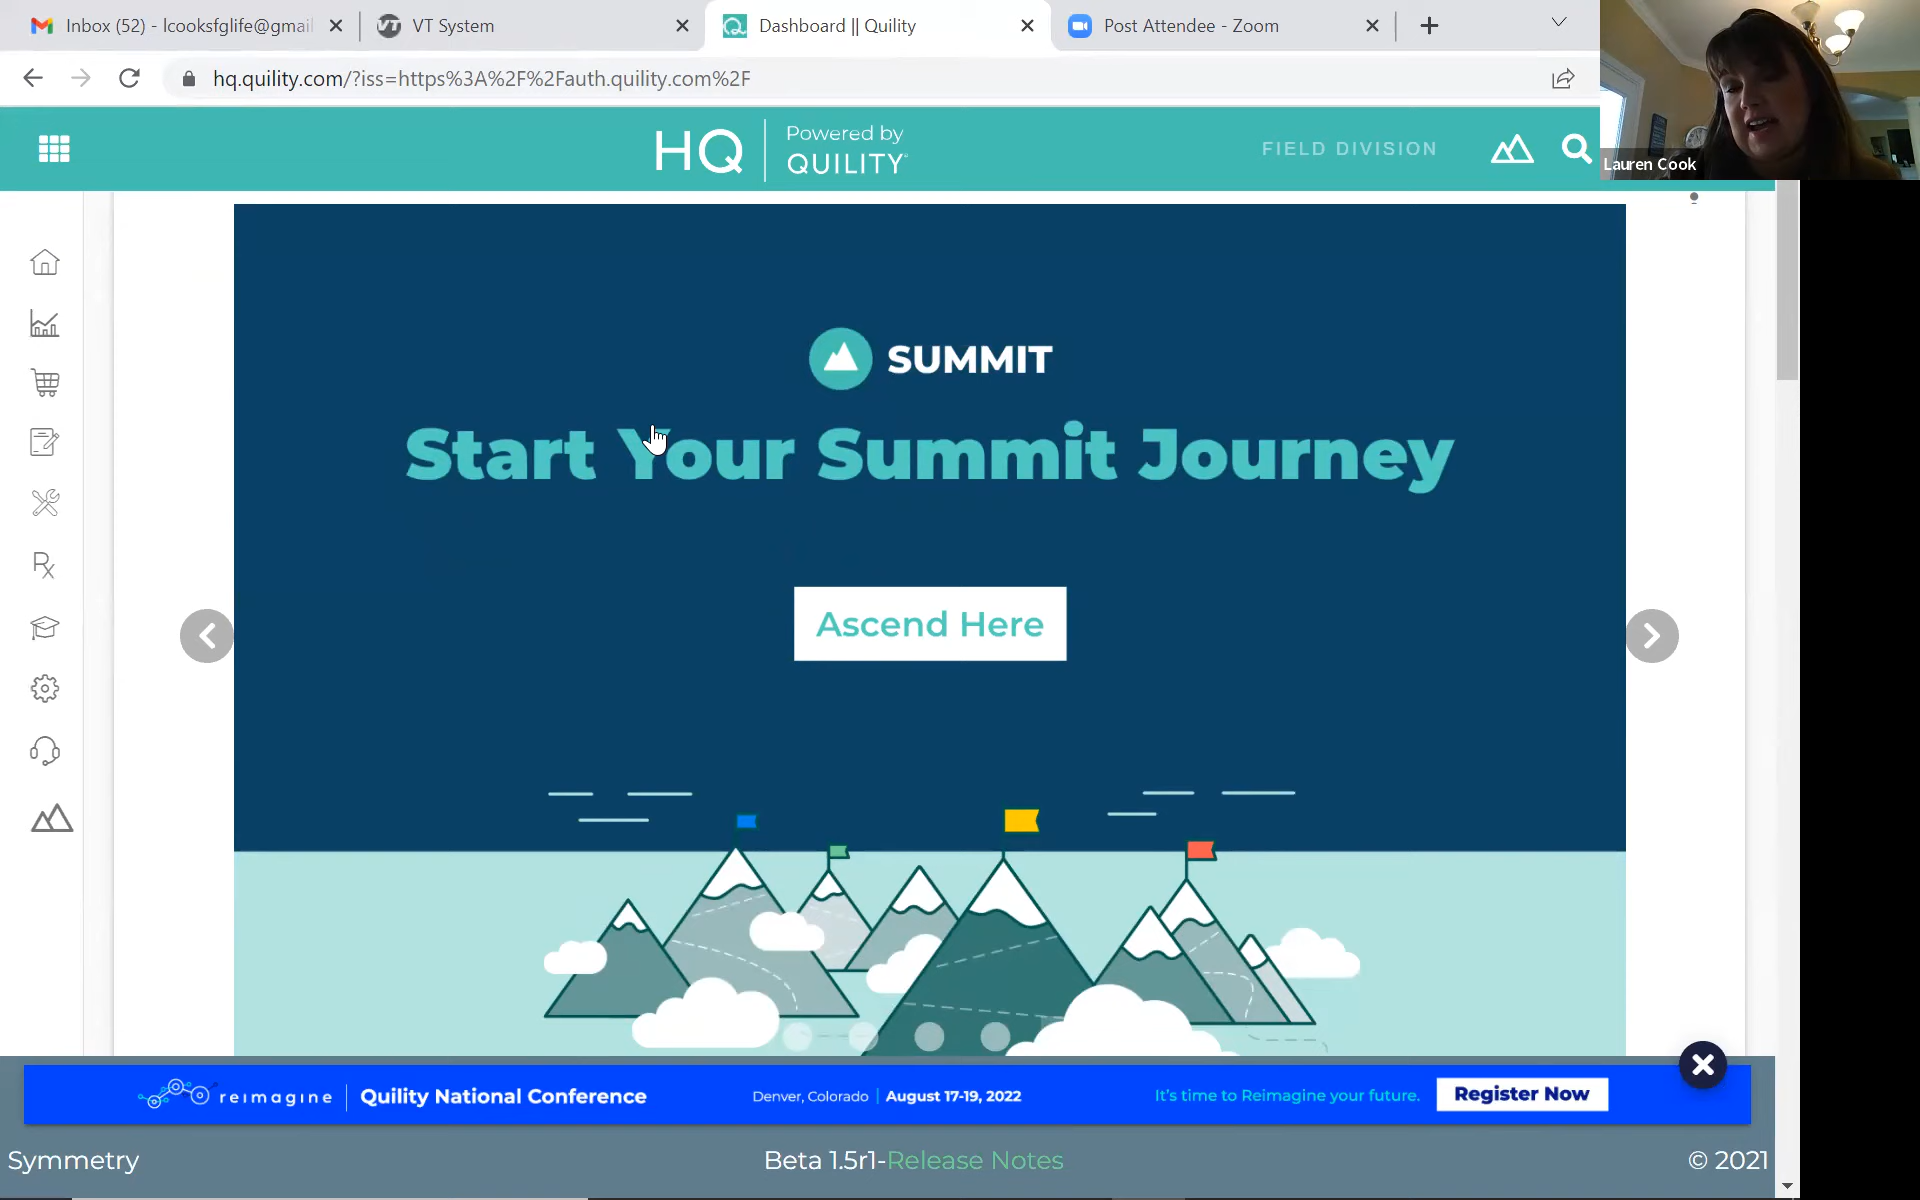 Inbox (52) - lcooksfglife@gmai
VT System
Dashboard || Quility
Post Attendee - Zoom
hq.quility.com/?iss=https%3A%2F%2Fauth.quility.com%2F
HQ
Powered by
QUILITY
FIELD DIVISION
Lauren Cook
SUMMIT
Start Your Summit Journey
Ascend Here
reimagine
Quility National Conference
Denver, Colorado | August 17-19, 2022
It's time to Reimagine your future.
Register Now
Symmetry
Beta 1.5r1-Release Notes
© 2021